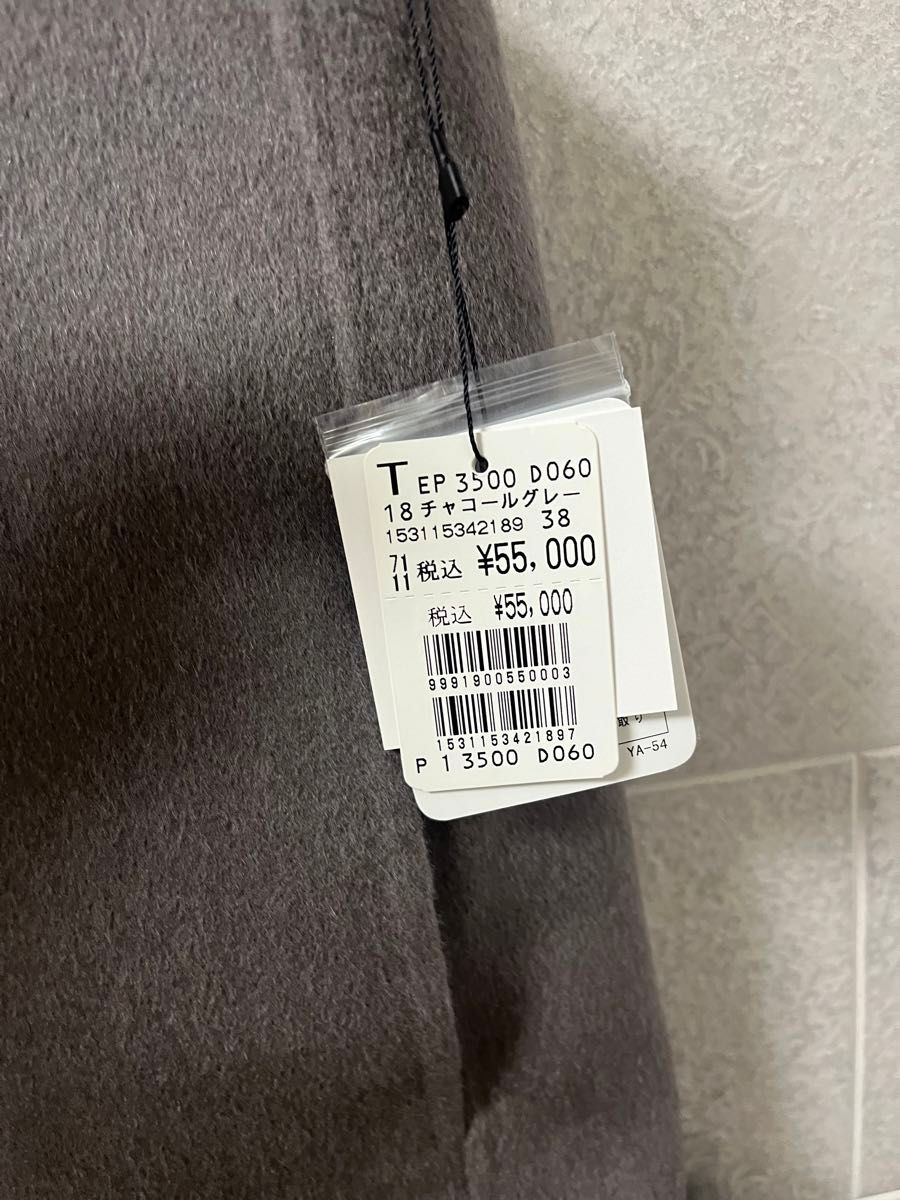 T EP 3500 D060
18 チャコールグレー
153115342189 38
71
11 税込 ¥55,000
税込 ¥55,000
9991900550003
1531153421897
P 1 3500 D060
取り
YA-54